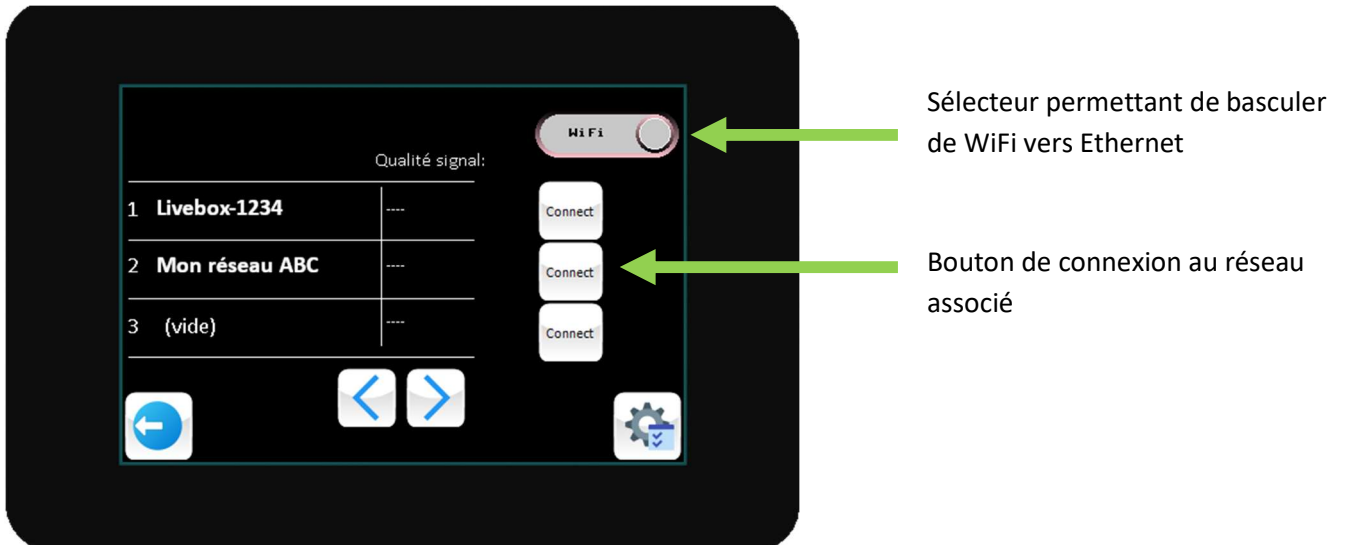 WiFi
Sélecteur permettant de basculer
de WiFi vers Ethernet
Qualité signal:
1 Livebox-1234 ---- Connect
2 Mon réseau ABC ---- Connect
3 (vide) ---- Connect
Bouton de connexion au réseau
associé